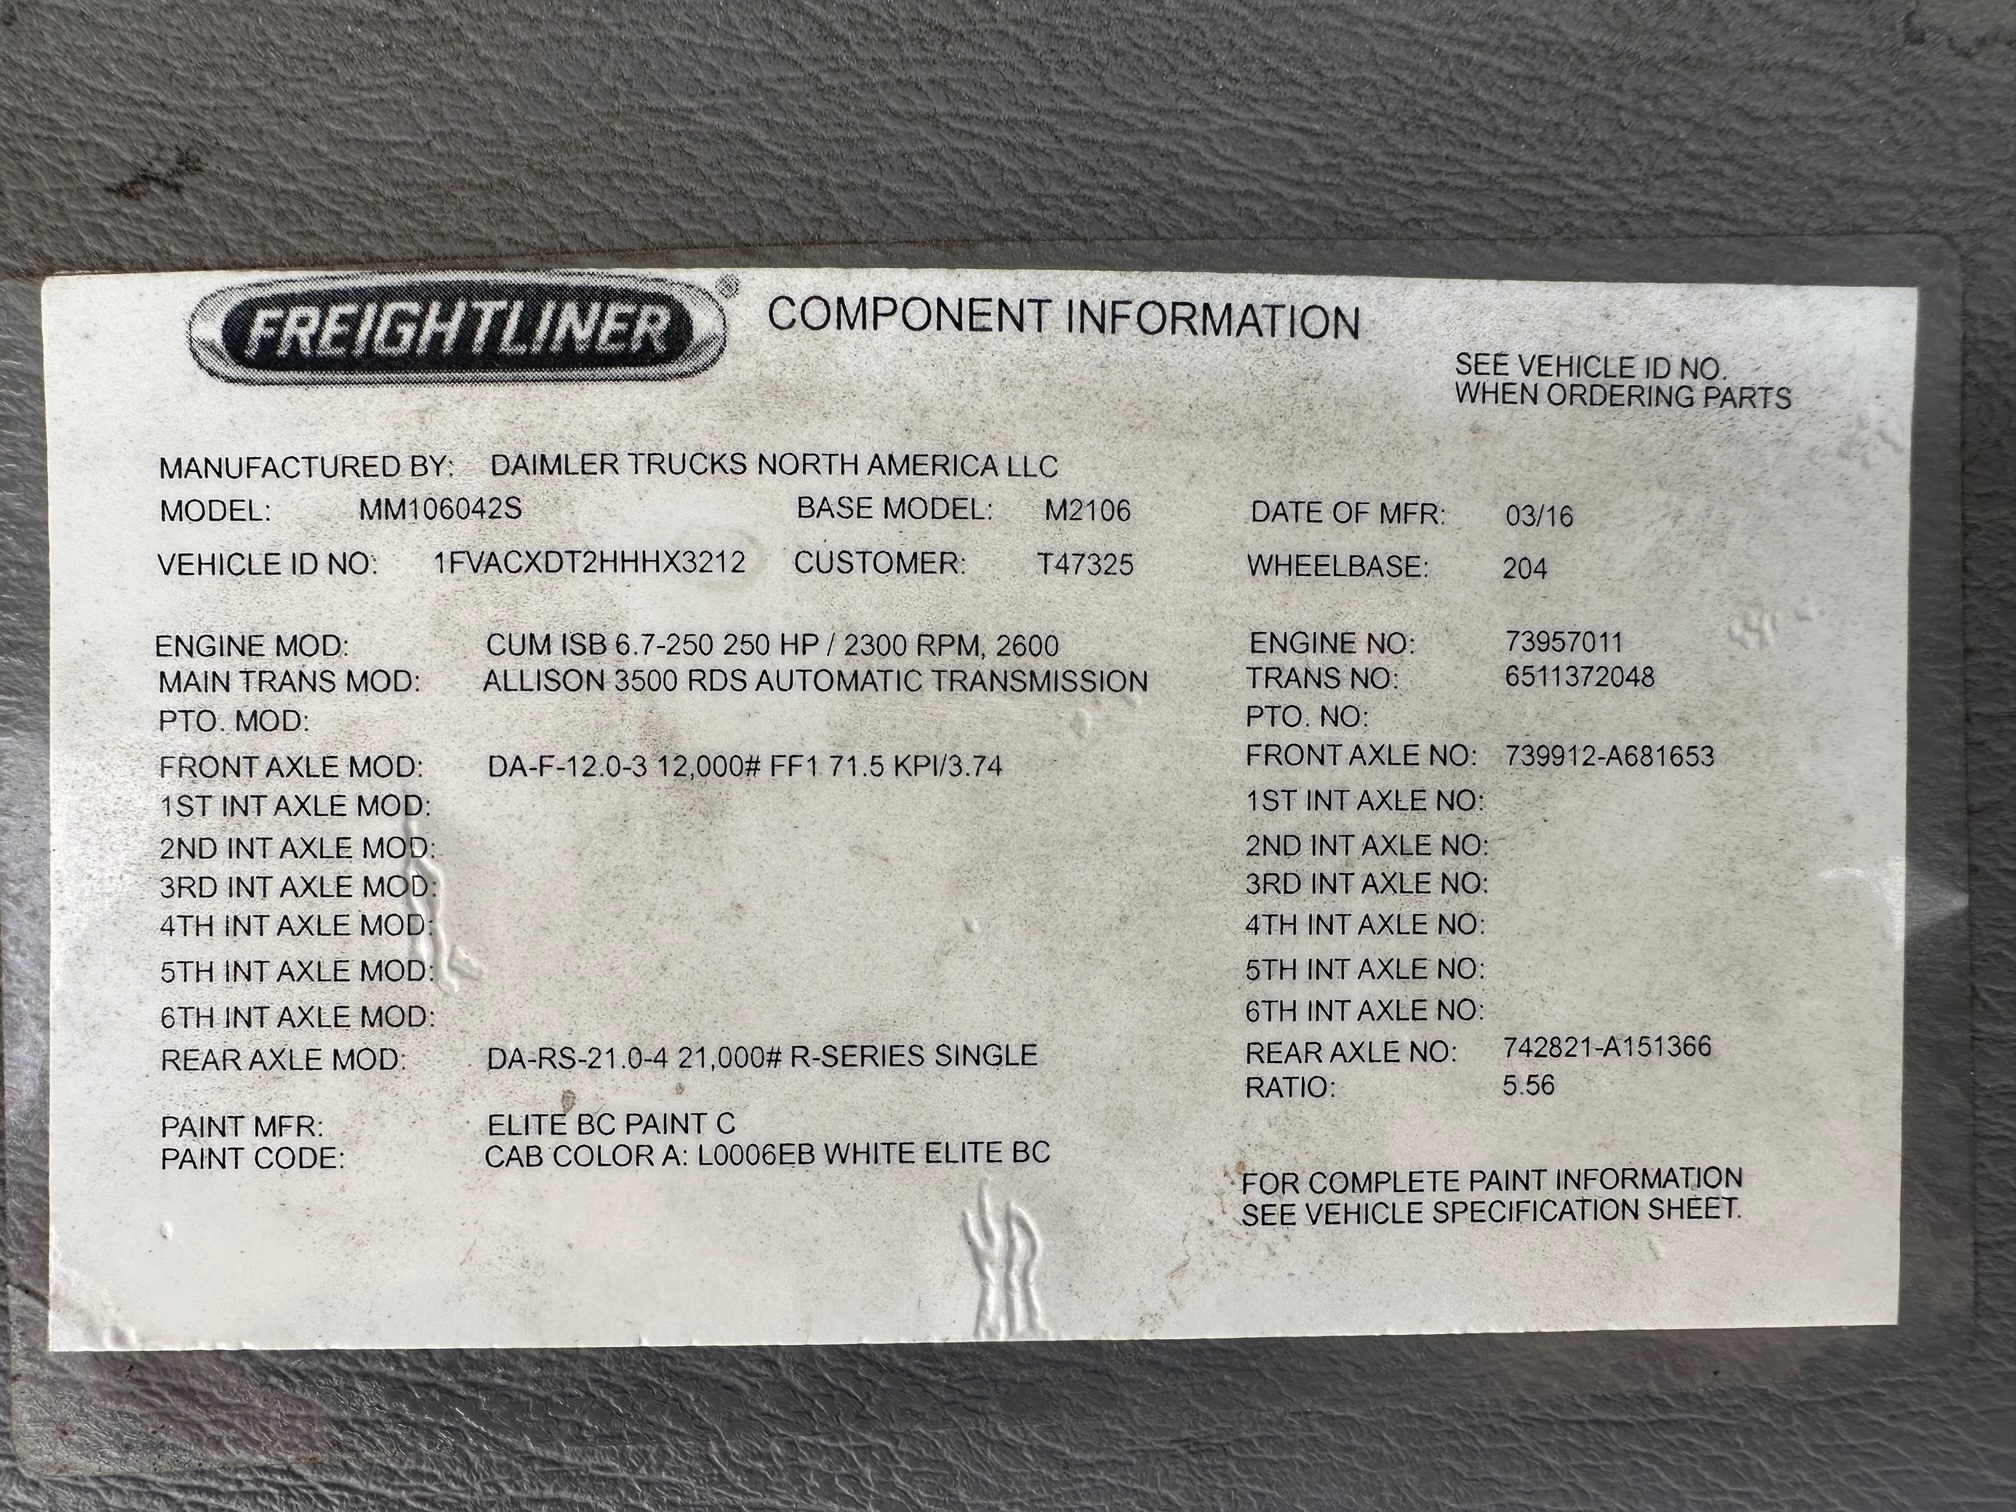 FREIGHTLINER® COMPONENT INFORMATION
SEE VEHICLE ID NO.
WHEN ORDERING PARTS
MANUFACTURED BY: DAIMLER TRUCKS NORTH AMERICA LLC
MODEL: MM106042S BASE MODEL: M2106 DATE OF MFR: 03/16
VEHICLE ID NO: 1FVACXDT2HHHX3212 CUSTOMER: T47325 WHEELBASE: 204
ENGINE MOD: CUM ISB 6.7-250 250 HP / 2300 RPM, 2600 ENGINE NO: 73957011
MAIN TRANS MOD: ALLISON 3500 RDS AUTOMATIC TRANSMISSION TRANS NO: 6511372048
PTO. MOD: PTO. NO:
FRONT AXLE MOD: DA-F-12.0-3 12,000# FF1 71.5 KPI/3.74 FRONT AXLE NO: 739912-A681653
1ST INT AXLE MOD: 1ST INT AXLE NO:
2ND INT AXLE MOD: 2ND INT AXLE NO:
3RD INT AXLE MOD: 3RD INT AXLE NO:
4TH INT AXLE MOD: 4TH INT AXLE NO:
5TH INT AXLE MOD: 5TH INT AXLE NO:
6TH INT AXLE MOD: 6TH INT AXLE NO:
REAR AXLE MOD: DA-RS-21.0-4 21,000# R-SERIES SINGLE REAR AXLE NO: 742821-A151366
RATIO: 5.56
PAINT MFR: ELITE BC PAINT C
PAINT CODE: CAB COLOR A: L0006EB WHITE ELITE BC
FOR COMPLETE PAINT INFORMATION
SEE VEHICLE SPECIFICATION SHEET.